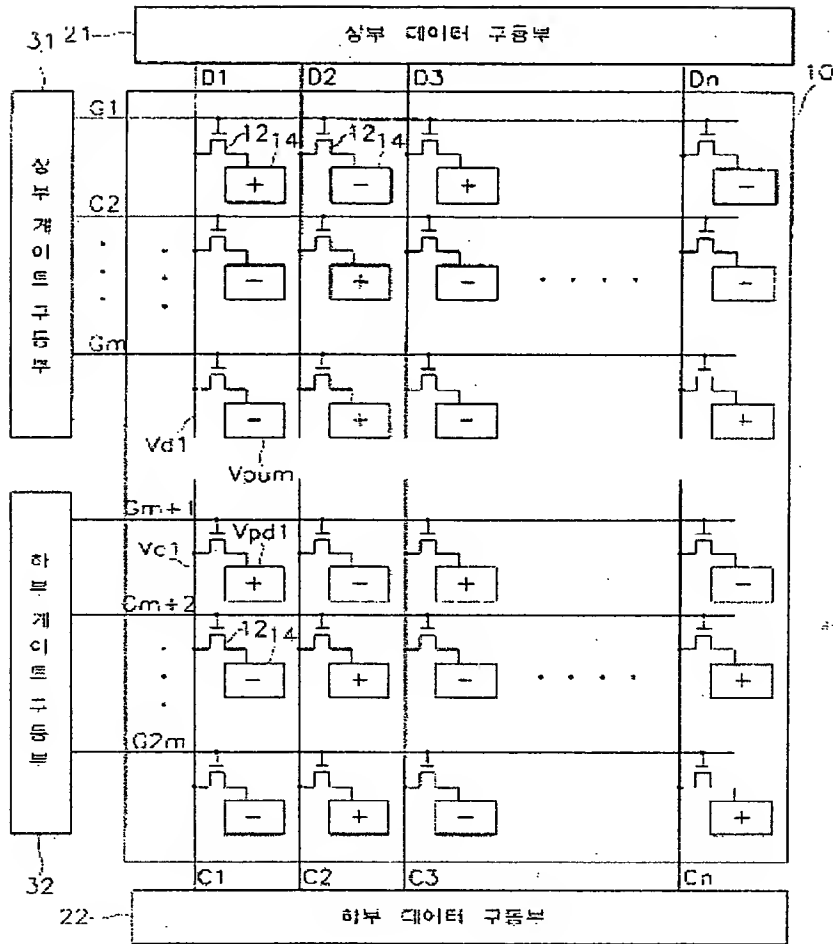 21
상부 데이터 구동부
31
D1 D2 D3 Dn
10
G1
12 14 12 14
+ - + -
상부 게이트 구동부
G2
- + - -
Gm
- + - +
Vd1
Vpum
Gm+1
Vc1
Vpd1
+ - + -
하부 게이트 구동부
Gm+2
12 14
- + - +
G2m
- + - +
32
C1 C2 C3 Cn
22
하부 데이터 구동부